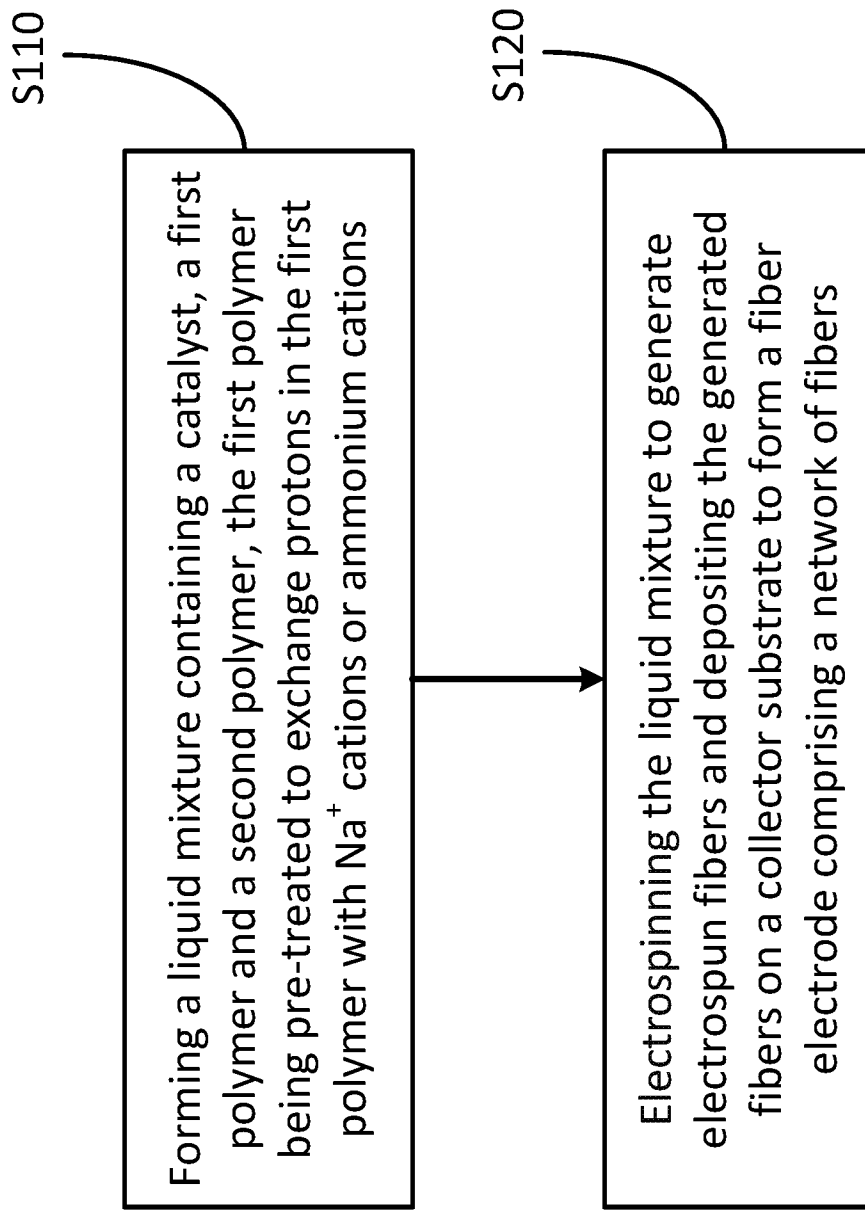 S110
Forming a liquid mixture containing a catalyst, a first
polymer and a second polymer, the first polymer
being pre-treated to exchange protons in the first
polymer with Na⁺ cations or ammonium cations
S120
Electrospinning the liquid mixture to generate
electrospun fibers and depositing the generated
fibers on a collector substrate to form a fiber
electrode comprising a network of fibers